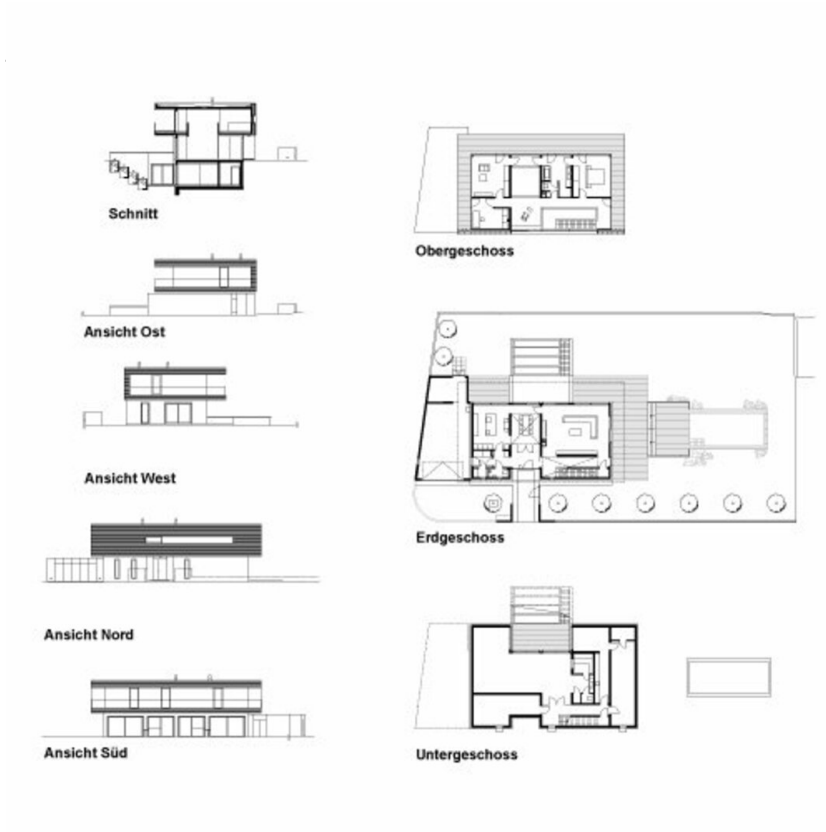 Schnitt
Ansicht Ost
Ansicht West
Ansicht Nord
Ansicht Süd
Obergeschoss
Erdgeschoss
Untergeschoss